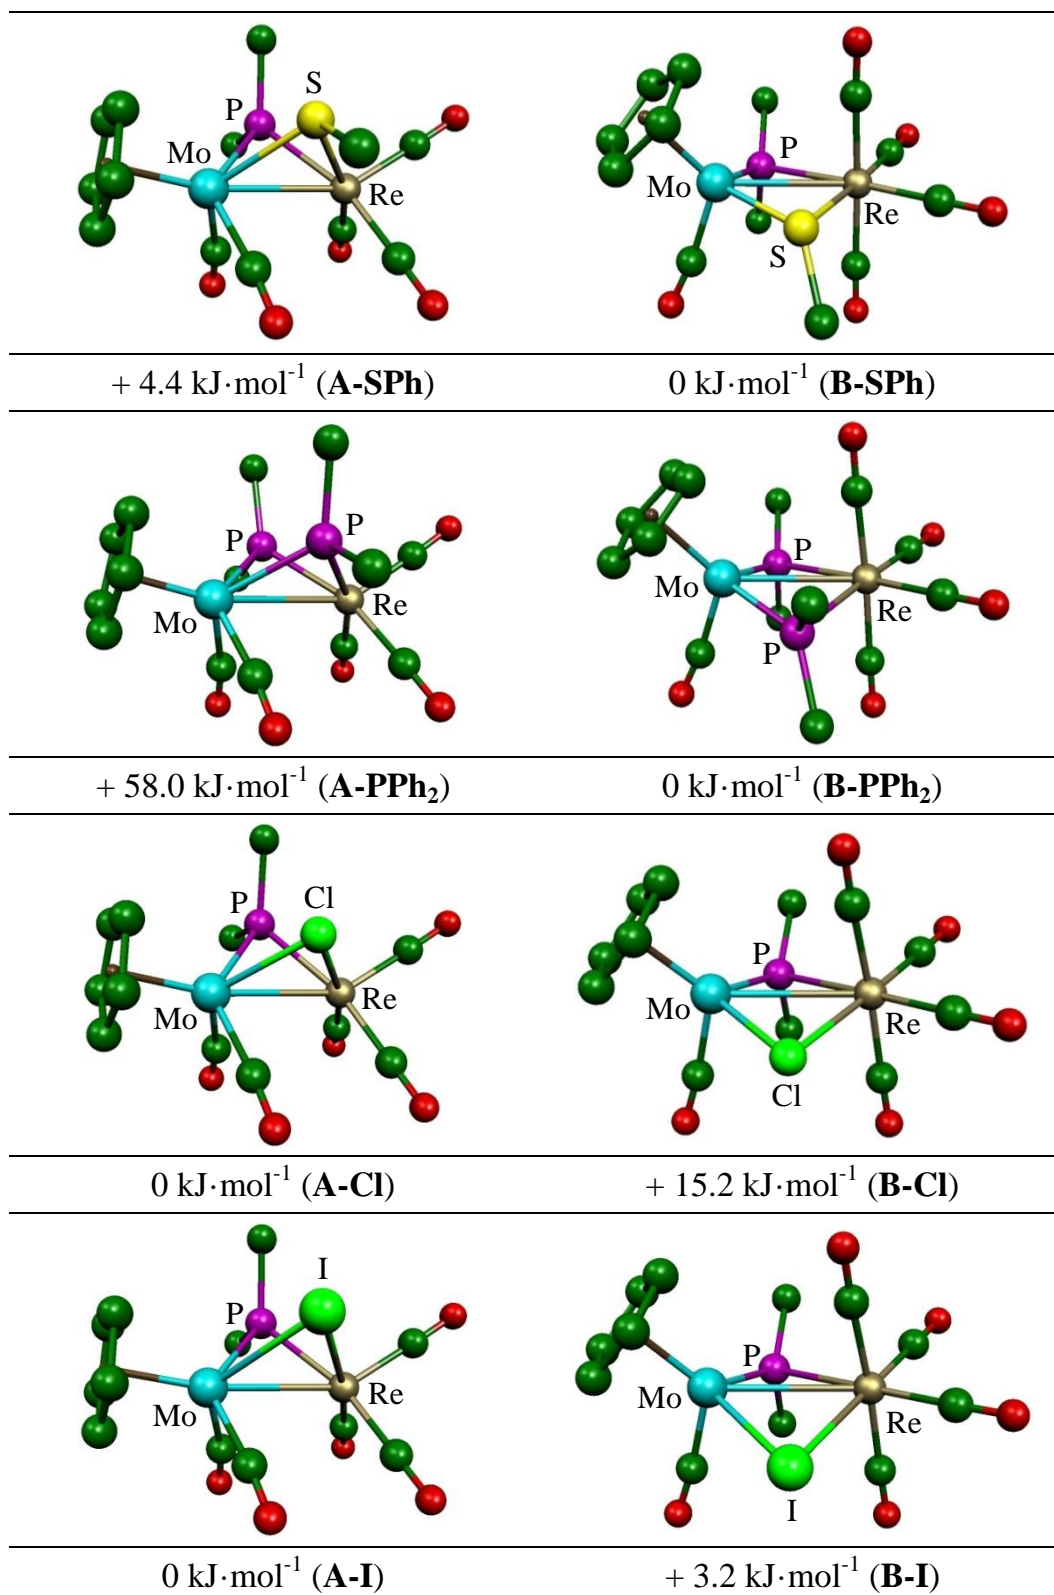 P S
Mo
Re
P
Mo
Re
S
+ 4.4 kJ·mol⁻¹ (A-SPh) 0 kJ·mol⁻¹ (B-SPh)
P P
Mo Re
P
Mo
Re
P
+ 58.0 kJ·mol⁻¹ (A-PPh₂) 0 kJ·mol⁻¹ (B-PPh₂)
P Cl
Mo Re
P
Mo
Re
Cl
0 kJ·mol⁻¹ (A-Cl) + 15.2 kJ·mol⁻¹ (B-Cl)
I
P
Mo Re
P
Mo
Re
I
0 kJ·mol⁻¹ (A-I) + 3.2 kJ·mol⁻¹ (B-I)